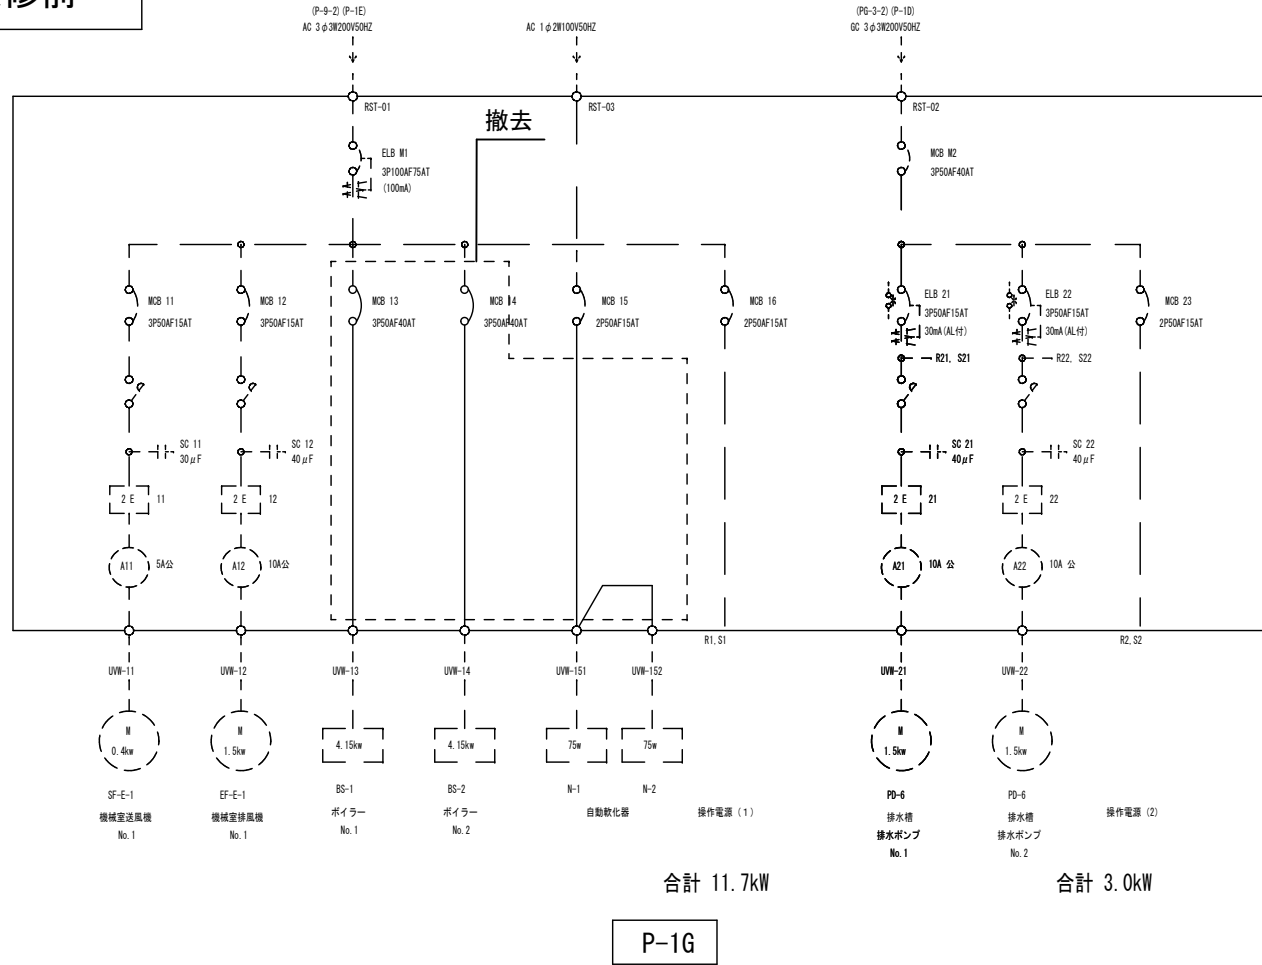 修前
(P-9-2)(P-1E)
AC 3φ3W200V50HZ
AC 1φ2W100V50HZ
(PG-3-2)(P-1D)
GC 3φ3W200V50HZ
RST-01
RST-03
RST-02
撤去
ELB M1
3P100AF75AT
(100mA)
MCB M2
3P50AF40AT
MCB 11
3P50AF15AT
MCB 12
3P50AF15AT
MCB 13
3P50AF40AT
MCB 14
3P50AF40AT
MCB 15
2P50AF15AT
MCB 16
2P50AF15AT
ELB 21
3P50AF15AT
30mA(AL付)
ELB 22
3P50AF15AT
30mA(AL付)
MCB 23
2P50AF15AT
R21, S21
R22, S22
SC 11
30μF
SC 12
40μF
SC 21
40μF
SC 22
40μF
2 E 11
2 E 12
2 E 21
2 E 22
A11 5A公
A12 10A公
A21 10A 公
A22 10A 公
R1,S1
R2,S2
UVW-11
UVW-12
UVW-13
UVW-14
UVW-151
UVW-152
UVW-21
UVW-22
M
0.4kw
M
1.5kw
4.15kw
4.15kw
75w
75w
M
1.5kw
M
1.5kw
SF-E-1
機械室送風機
No.1
EF-E-1
機械室排風機
No.1
BS-1
ボイラー
No.1
BS-2
ボイラー
No.2
N-1
N-2
自動軟化器
操作電源（1）
PD-6
排水槽
排水ポンプ
No.1
PD-6
排水槽
排水ポンプ
No.2
操作電源（2）
合計 11.7kW
合計 3.0kW
P-1G